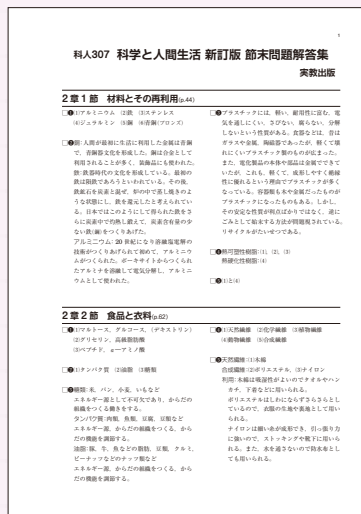 1
科人307 科学と人間生活 新訂版 節末問題解答集
実教出版
2章1節 材料とその再利用(p.44)
❶(1)アルミニウム (2)鉄 (3)ステンレス
(4)ジュラルミン (5)銅 (6)青銅(ブロンズ)
❷銅:人間が最初に生活に利用した金属は青銅
で、青銅器文化を形成した。銅は合金として
利用されることが多く、装飾品にも使われた。
鉄:鉄器時代の文化を形成している。最初の
鉄は隕鉄であろうといわれている。その後、
鉄鉱石を炭素と混ぜ、炉の中で蒸し焼きのよ
うな状態にし、鉄を還元したと考えられてい
る。日本ではこのようにして得られた鉄をさ
らに炭素中での熱し鍛えて、炭素含有量の少
ない鉄(鋼)をつくりあげた。
アルミニウム:20世紀になり溶融塩電解の
技術がつくりあげられて初めて、アルミニウ
ムがつくられた。ボーキサイトからつくられ
たアルミナを溶融して電気分解し、アルミニ
ウムとして使われた。
❸プラスチックには、軽い、耐用性に富む、電
気を通しにくい、さびない、腐らない、分解
しないという性質がある。食器などは、昔は
ガラスや金属、陶磁器であったが、軽くて壊
れにくいプラスチック製のものが出まった。
また、電化製品の本体や部品は金属でできて
いたが、これも、軽くて、成形しやすく絶縁
性に優れるという理由でプラスチックが多く
なっている。容器類も木や金属だったものが
プラスチックになったものもある。しかし、
その安定な性質が利点ばかりではなく、逆に
ごみとして始末する方法が問題視されている。
リサイクルがたいせつである。
❹熱可塑性樹脂:(1)、(2)、(3)
熱硬化性樹脂:(4)
❺(1)と(4)
2章2節 食品と衣料(p.62)
❶(1)マルトース、グルコース、(デキストリン)
(2)グリセリン、高級脂肪酸
(3)ペプチド、α-アミノ酸
❷(1)タンパク質 (2)油脂 (3)糖類
❸糖類:米、パン、小麦、いもなど
エネルギー源として不可欠であり、からだの
組織をつくる働きをする。
タンパク質:肉類、魚類、豆腐、豆類など
エネルギー源、からだの組織をつくる、から
だの機能を調節する。
油脂:豚、牛、魚などの脂肪、豆類、クルミ、
ピーナッツなどのナッツ類など
エネルギー源、からだの組織をつくる、から
だの機能を調節する。
❹(1)天然繊維 (2)化学繊維 (3)植物繊維
(4)動物繊維 (5)合成繊維
❺天然繊維:(1)木綿
合成繊維:(2)ポリエステル、(3)ナイロン
利用:木綿は吸湿性がよいのでタオルやハン
カチ、下着などに用いられる。
ポリエステルはしわにならずさらさらとし
ているので、衣服の生地や裏地として用い
られる。
ナイロンは細い糸が成形でき、引っ張り力
に強いので、ストッキングや靴下に用いら
れる。また、水を通さないので防水布とし
ても用いられる。